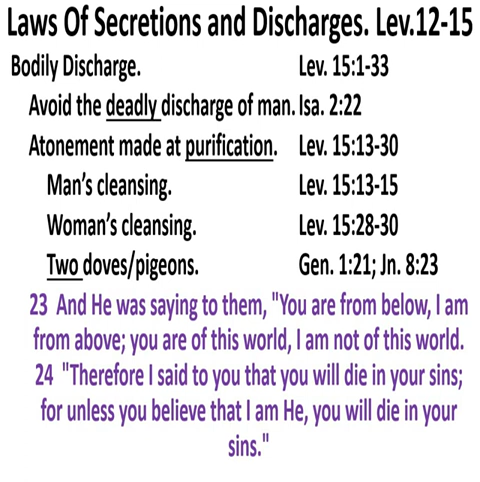 Laws Of Secretions and Discharges. Lev.12-15
Bodily Discharge. Lev. 15:1-33
Avoid the deadly discharge of man. Isa. 2:22
Atonement made at purification. Lev. 15:13-30
Man's cleansing. Lev. 15:13-15
Woman's cleansing. Lev. 15:28-30
Two doves/pigeons. Gen. 1:21; Jn. 8:23
23 And He was saying to them, "You are from below, I am
from above; you are of this world, I am not of this world.
24 "Therefore I said to you that you will die in your sins;
for unless you believe that I am He, you will die in your
sins."